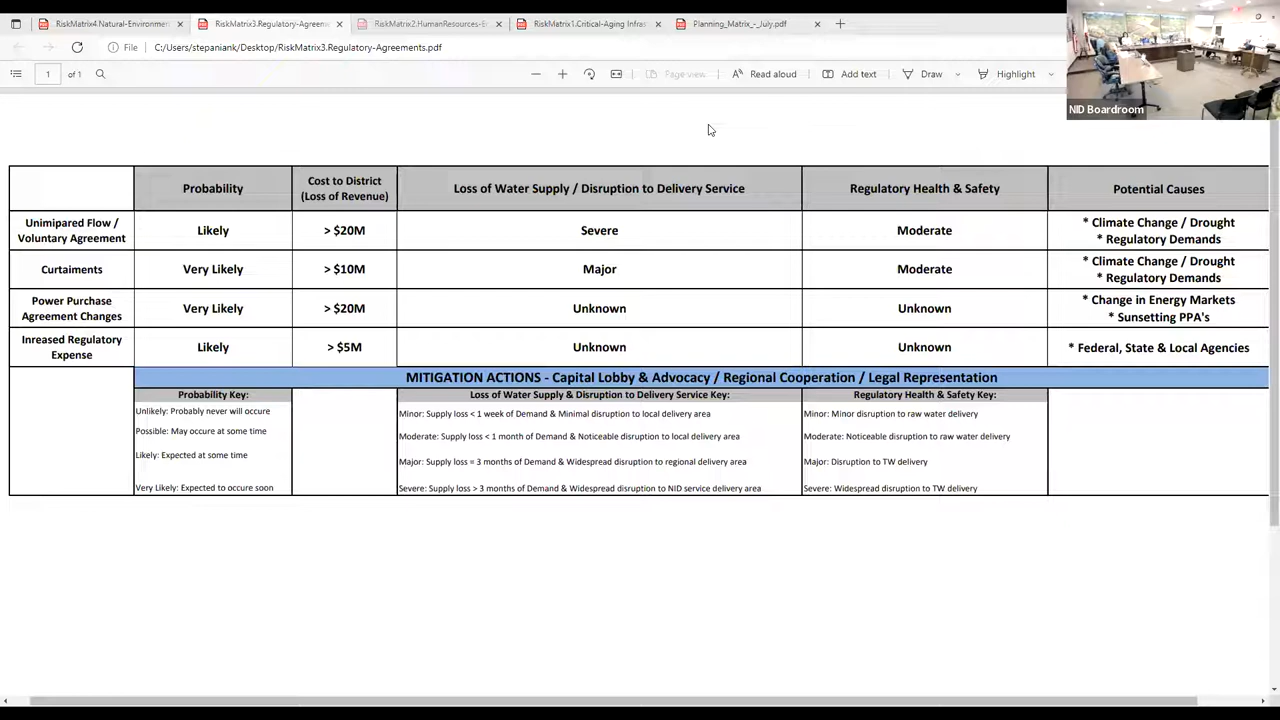 RiskMatrix4.Natural-Environmen
RiskMatrix3.Regulatory-Agreem
RiskMatrix2.HumanResources-E
RiskMatrix1.Critical-Aging Infras
Planning_Matrix_-_July.pdf
File
C:/Users/stepaniank/Desktop/RiskMatrix3.Regulatory-Agreements.pdf
1 of 1
Page view
Read aloud
Add text
Draw
Highlight
NID Boardroom
Probability
Cost to District
(Loss of Revenue)
Loss of Water Supply / Disruption to Delivery Service
Regulatory Health & Safety
Potential Causes
Unimipared Flow /
Voluntary Agreement
Likely
> $20M
Severe
Moderate
* Climate Change / Drought
* Regulatory Demands
Curtaiments
Very Likely
> $10M
Major
Moderate
* Climate Change / Drought
* Regulatory Demands
Power Purchase
Agreement Changes
Very Likely
> $20M
Unknown
Unknown
* Change in Energy Markets
* Sunsetting PPA's
Inreased Regulatory
Expense
Likely
> $5M
Unknown
Unknown
* Federal, State & Local Agencies
MITIGATION ACTIONS - Capital Lobby & Advocacy / Regional Cooperation / Legal Representation
Probability Key:
Unlikely: Probably never will occure
Possible: May occure at some time
Likely: Expected at some time
Very Likely: Expected to occure soon
Loss of Water Supply & Disruption to Delivery Service Key:
Minor: Supply loss < 1 week of Demand & Minimal disruption to local delivery area
Moderate: Supply loss < 1 month of Demand & Noticeable disruption to local delivery area
Major: Supply loss = 3 months of Demand & Widespread disruption to regional delivery area
Severe: Supply loss > 3 months of Demand & Widespread disruption to NID service delivery area
Regulatory Health & Safety Key:
Minor: Minor disruption to raw water delivery
Moderate: Noticeable disruption to raw water delivery
Major: Disruption to TW delivery
Severe: Widespread disruption to TW delivery